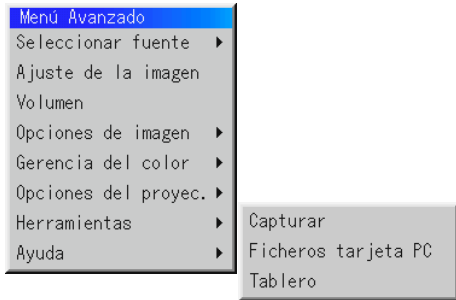 Menú Avanzado
Seleccionar fuente
Ajuste de la imagen
Volumen
Opciones de imagen
Gerencia del color
Opciones del proyec.
Herramientas
Ayuda
Capturar
Ficheros tarjeta PC
Tablero